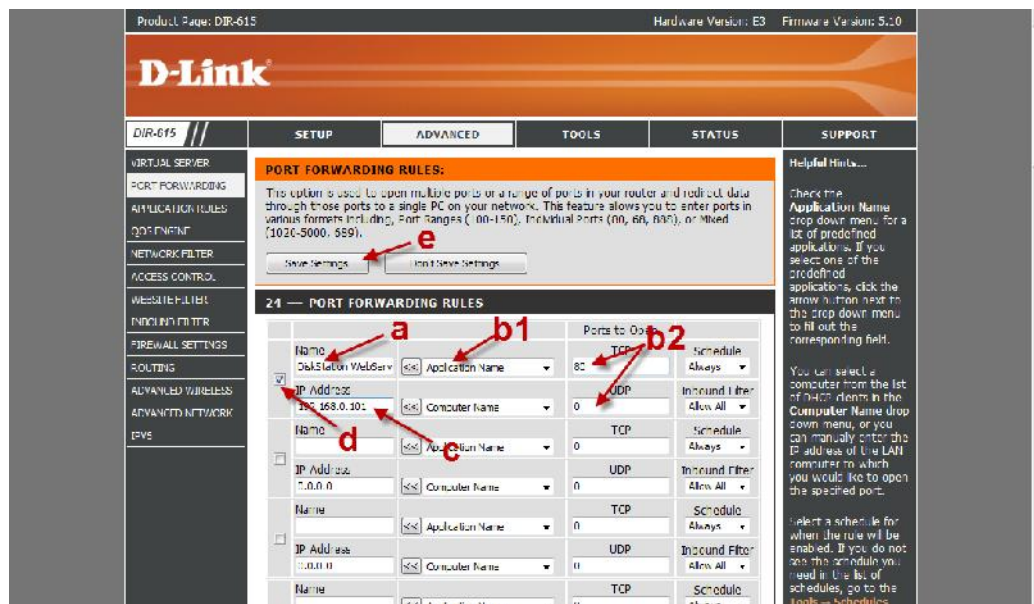 Product Page: DIR-615
Hardware Version: E3
Firmware Version: 5.10
D-Link
DIR-615
SETUP
ADVANCED
TOOLS
STATUS
SUPPORT
VIRTUAL SERVER
PORT FORWARDING
APPLICATION RULES
QOS ENGINE
NETWORK FILTER
ACCESS CONTROL
WEBSITE FILTER
INBOUND FILTER
FIREWALL SETTINGS
ROUTING
ADVANCED WIRELESS
ADVANCED NETWORK
IPV6
PORT FORWARDING RULES:
This option is used to open multiple ports or a range of ports in your router and redirect data
through those ports to a single PC on your network. This feature allows you to enter ports in
various formats including, Port Ranges (100-150), Individual Ports (80, 68, 888), or Mixed
(1020-5000, 689).
e
Save Settings
Don't Save Settings
24 — PORT FORWARDING RULES
a
b1
Ports to Open
b2
Name
TCP
Schedule
DiskStation WebServ
<<
Application Name
80
Always
IP Address
UDP
Inbound Filter
192.168.0.101
<<
Computer Name
0
Allow All
d
c
Name
TCP
Schedule
<<
Application Name
0
Always
IP Address
UDP
Inbound Filter
0.0.0.0
<<
Computer Name
0
Allow All
Name
TCP
Schedule
<<
Application Name
0
Always
IP Address
UDP
Inbound Filter
0.0.0.0
<<
Computer Name
0
Allow All
Name
TCP
Schedule
Helpful Hints...
Check the
Application Name
drop down menu for a
list of predefined
applications. If you
select one of the
predefined
applications, click the
arrow button next to
the drop down menu
to fill out the
corresponding field.
You can select a
computer from the list
of DHCP clients in the
Computer Name drop
down menu, or you
can manually enter the
IP address of the LAN
computer to which
you would like to open
the specified port.
Select a schedule for
when the rule will be
enabled. If you do not
see the schedule you
need in the list of
schedules, go to the
Tools -> Schedules